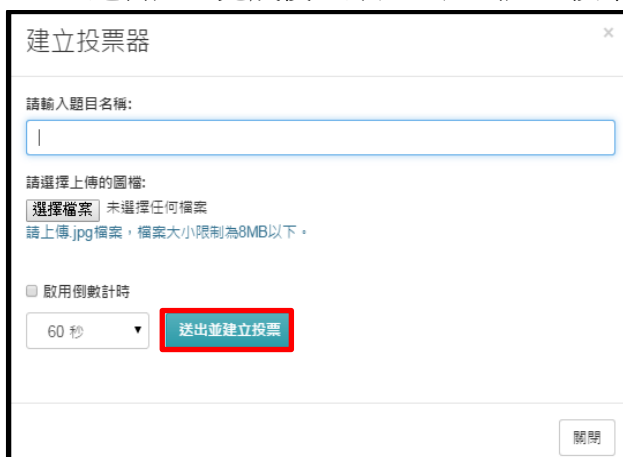 建立投票器
×
請輸入題目名稱:
請選擇上傳的圖檔:
選擇檔案 未選擇任何檔案
請上傳.jpg檔案，檔案大小限制為8MB以下。
啟用倒數計時
60 秒 送出並建立投票
關閉